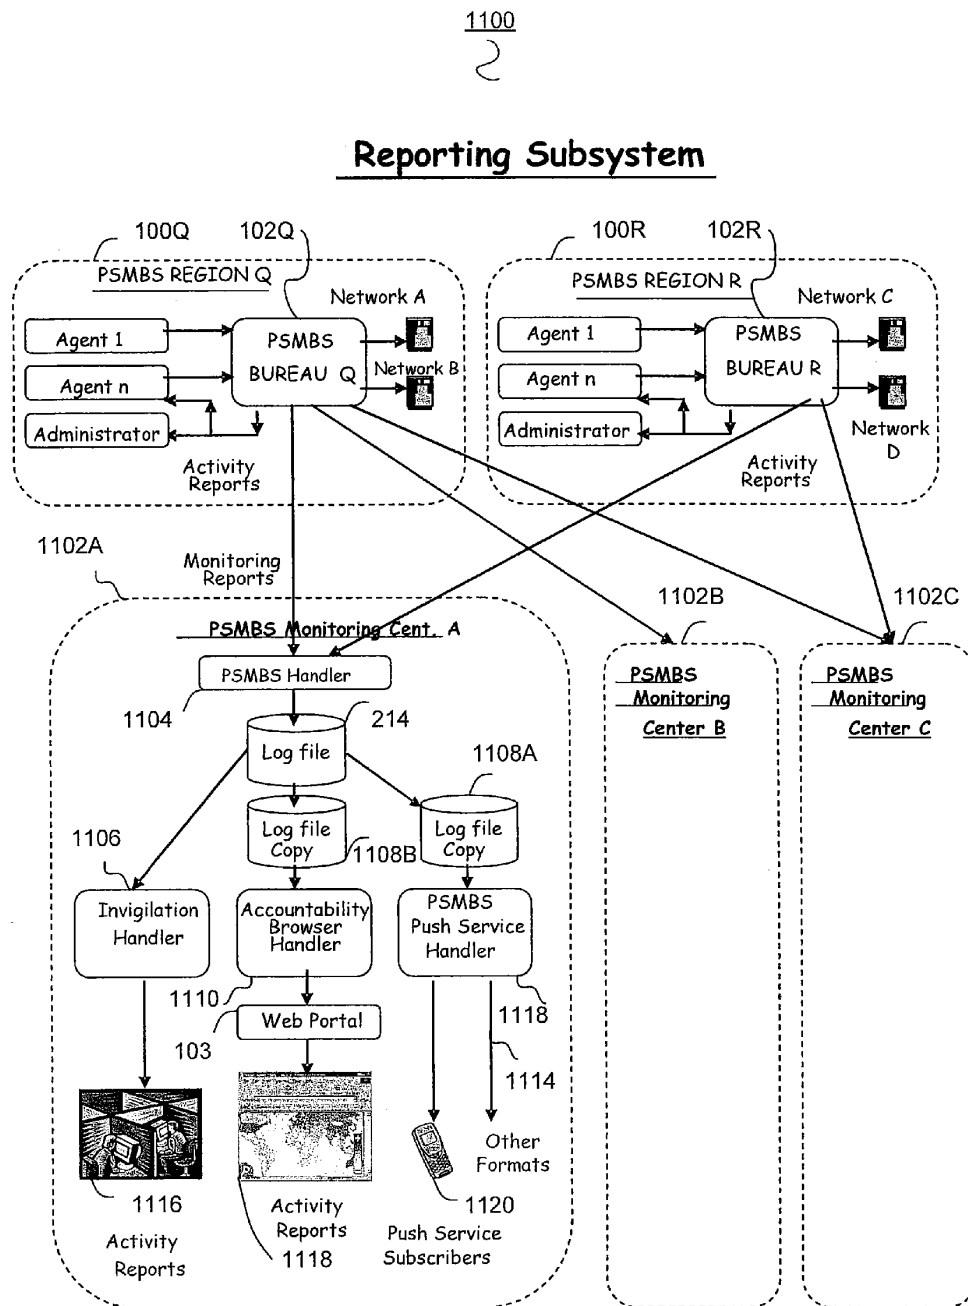 1100
Reporting Subsystem
100Q
102Q
100R
102R
PSMBS REGION Q
PSMBS REGION R
Network A
Network C
Agent 1
PSMBS
BUREAU Q
Agent n
Network B
Administrator
Activity
Reports
Agent 1
PSMBS
BUREAU R
Agent n
Administrator
Network
D
Activity
Reports
1102A
Monitoring
Reports
1102B
1102C
PSMBS Monitoring Cent. A
PSMBS Handler
1104
214
Log file
1108A
PSMBS
Monitoring
Center B
PSMBS
Monitoring
Center C
Log file
Copy
1108B
Log file
Copy
1106
Invigilation
Handler
Accountability
Browser
Handler
PSMBS
Push Service
Handler
1110
1118
Web Portal
103
1114
1116
Activity
Reports
Activity
Reports
1118
1120
Other
Formats
Push Service
Subscribers